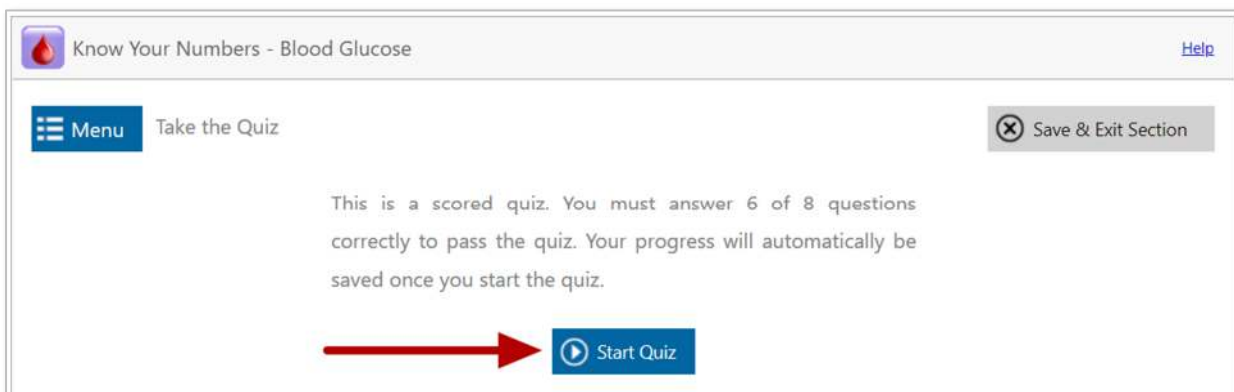 Know Your Numbers - Blood Glucose
Help
Menu
Take the Quiz
Save & Exit Section
This is a scored quiz. You must answer 6 of 8 questions
correctly to pass the quiz. Your progress will automatically be
saved once you start the quiz.
Start Quiz